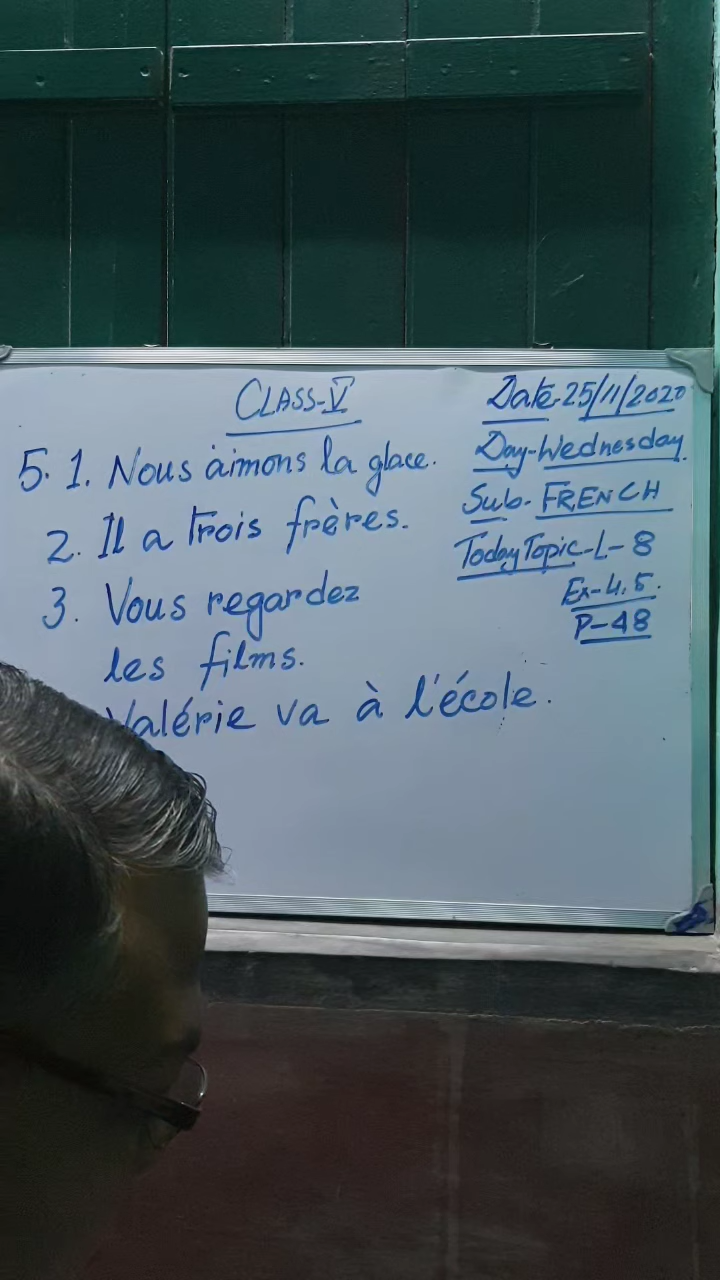 CLASS-V
Date-25/11/2020
Day-Wednesday
Sub- FRENCH
Today Topic-L-8
Ex-4,5.
P-48
5. 1. Nous aimons la glace.
2. Il a trois frères.
3. Vous regardez
les films.
Valérie va à l'école.